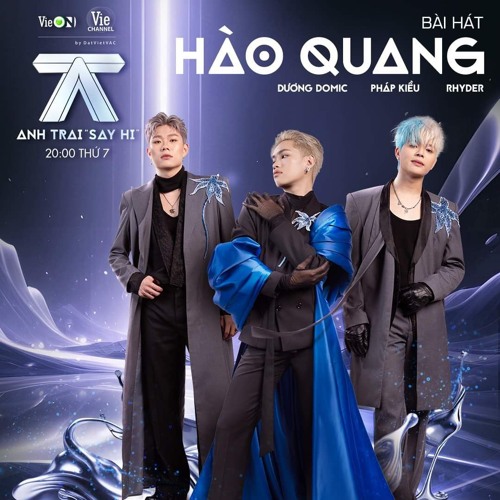 VieON
Vie CHANNEL
by DatVietVAC
ANH TRAI "SAY HI"
20:00 THỨ 7
BÀI HÁT
HÀO QUANG
DƯƠNG DOMIC PHÁP KIỀU RHYDER